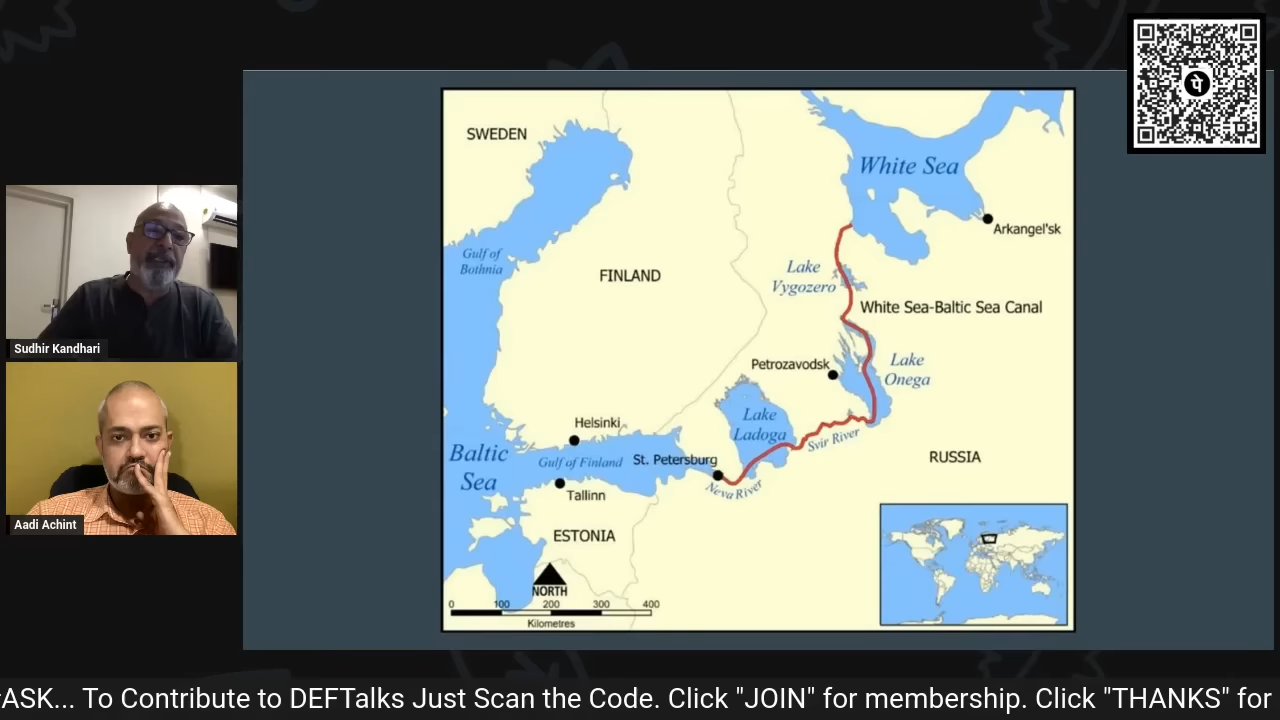 पे
SWEDEN
White Sea
Arkangel'sk
Gulf of
Bothnia
FINLAND
Lake
Vygozero
White Sea-Baltic Sea Canal
Petrozavodsk
Lake
Onega
Lake
Ladoga
Svir River
Helsinki
Baltic
Sea
Gulf of Finland
St. Petersburg
Neva River
RUSSIA
Tallinn
ESTONIA
NORTH
0 100 200 300 400
Kilometres
Sudhir Kandhari
Aadi Achint
ASK... To Contribute to DEFTalks Just Scan the Code. Click "JOIN" for membership. Click "THANKS" for